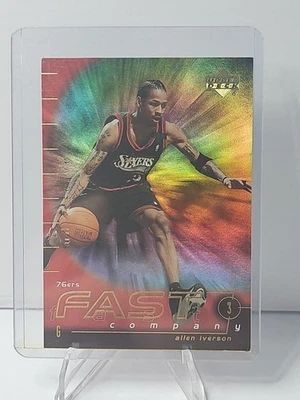 UPPER DECK
SIXERS
3
76ers
FAST
company
G
3
allen iverson